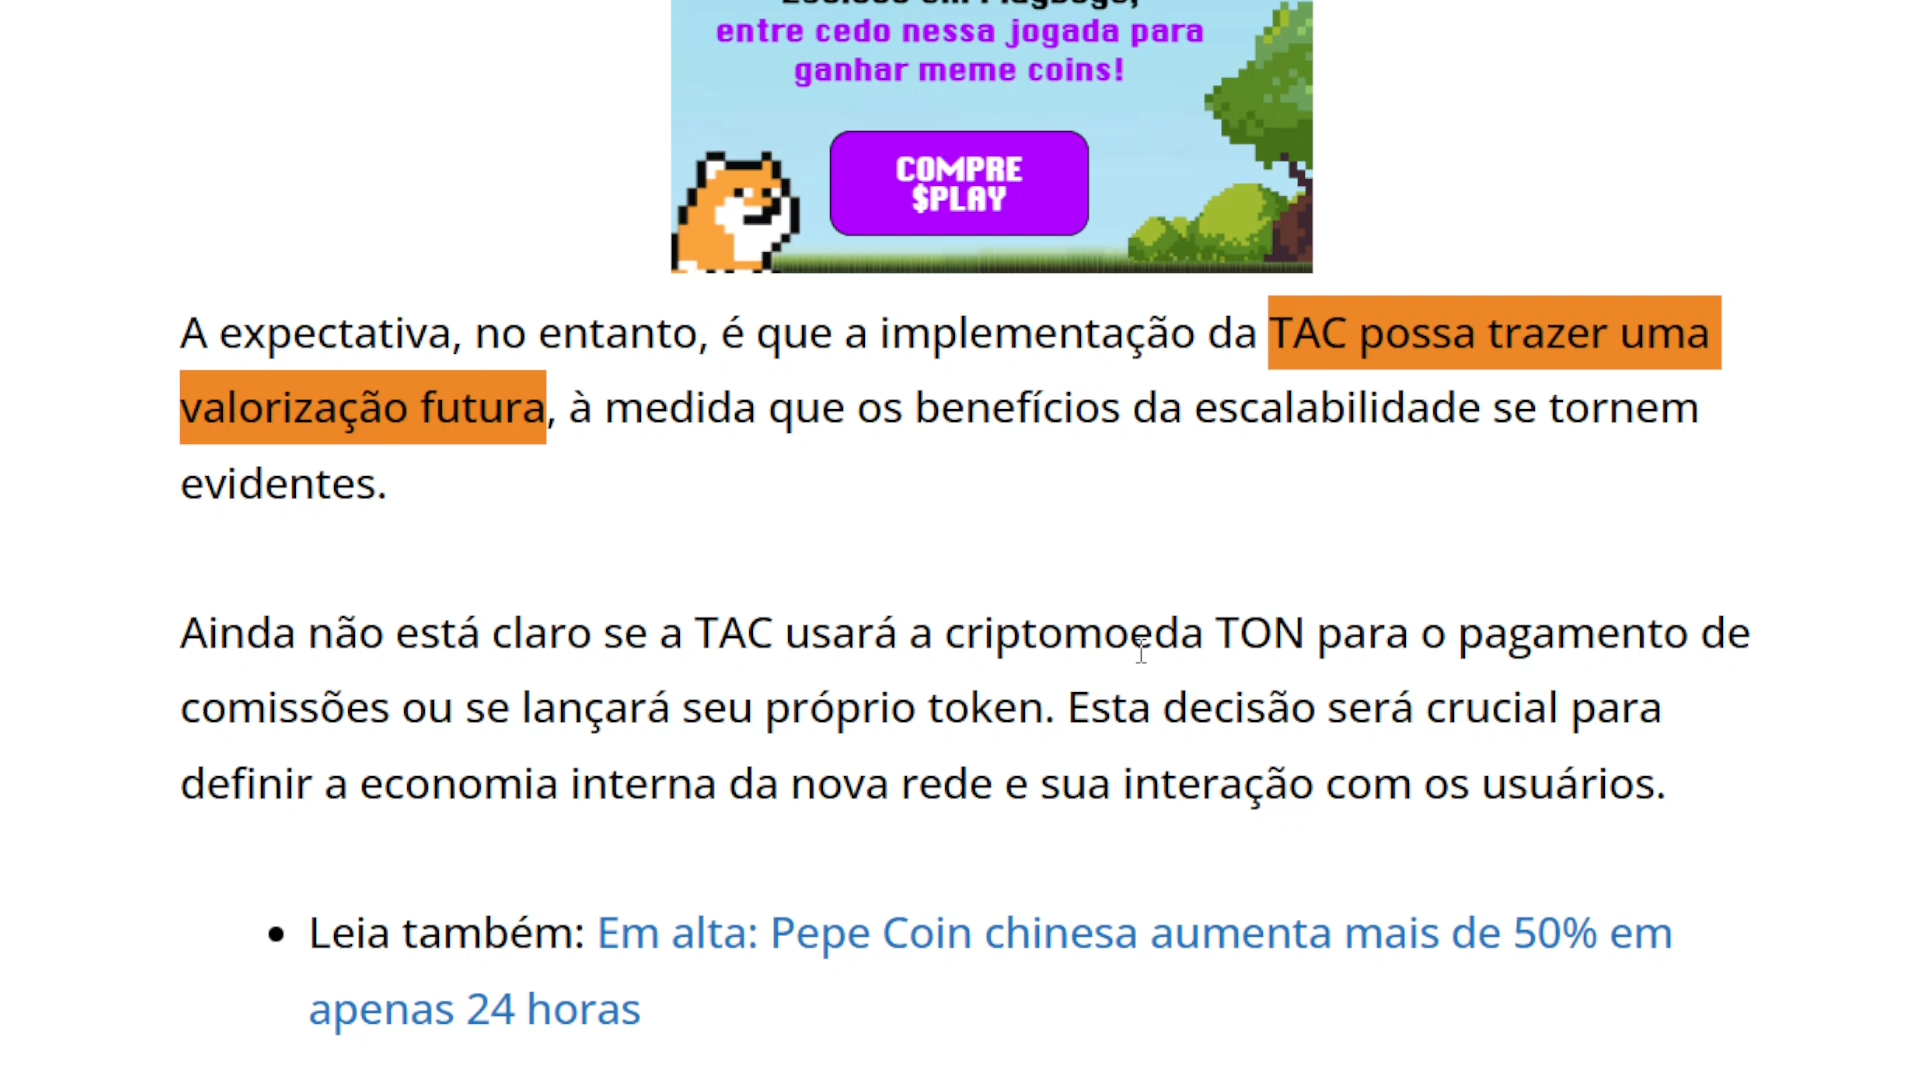 entre cedo nessa jogada para
ganhar meme coins!
COMPRE
$PLAY
A expectativa, no entanto, é que a implementação da TAC possa trazer uma
valorização futura, à medida que os benefícios da escalabilidade se tornem
evidentes.
Ainda não está claro se a TAC usará a criptomoeda TON para o pagamento de
comissões ou se lançará seu próprio token. Esta decisão será crucial para
definir a economia interna da nova rede e sua interação com os usuários.
• Leia também: Em alta: Pepe Coin chinesa aumenta mais de 50% em
apenas 24 horas